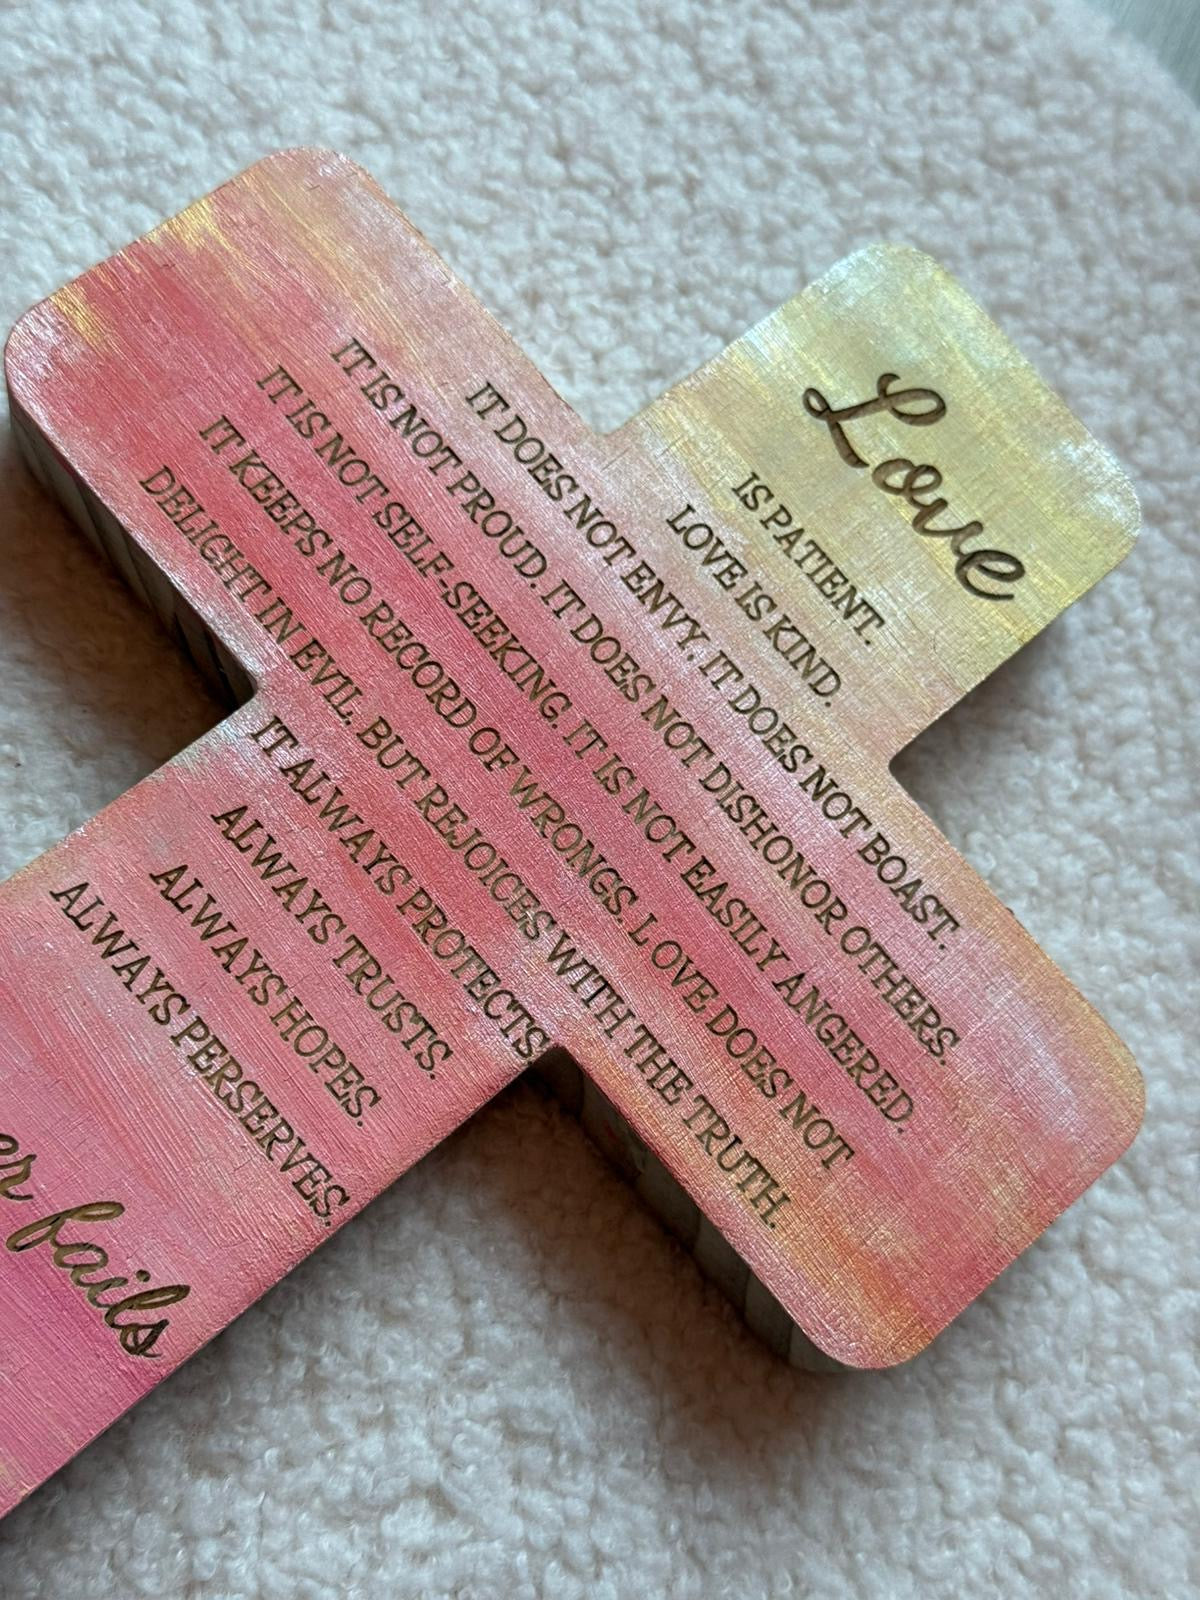 Love
IS PATIENT.
LOVE IS KIND.
IT DOES NOT ENVY. IT DOES NOT BOAST.
IT IS NOT PROUD. IT DOES NOT DISHONOR OTHERS.
IT IS NOT SELF-SEEKING. IT IS NOT EASILY ANGERED.
IT KEEPS NO RECORD OF WRONGS. LOVE DOES NOT
DELIGHT IN EVIL. BUT REJOICES WITH THE TRUTH.
IT ALWAYS PROTECTS.
ALWAYS TRUSTS.
ALWAYS HOPES.
ALWAYS PERSERVES.
er fails